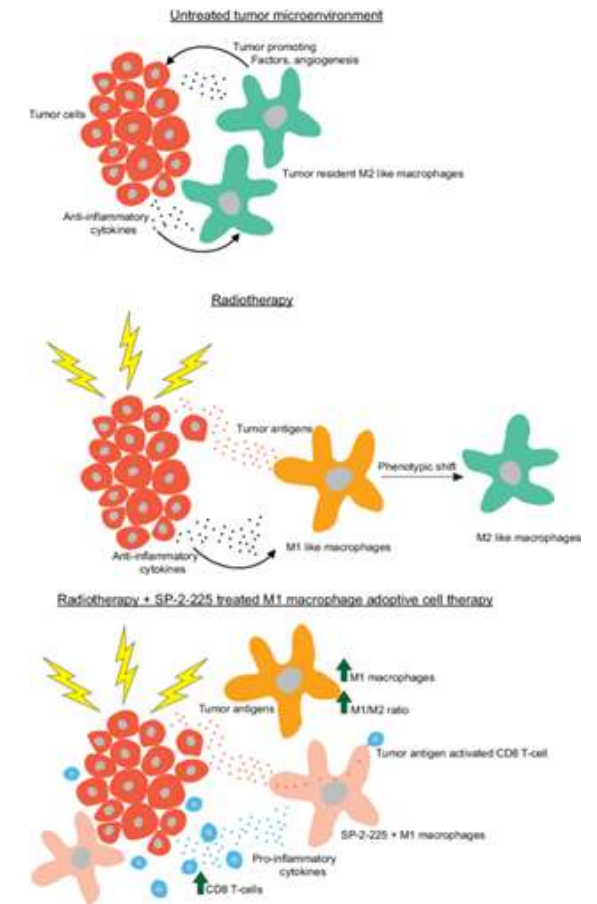 Untreated tumor microenvironment
Tumor promoting
Factors, angiogenesis
Tumor cells
Tumor resident M2 like macrophages
Anti-inflammatory
cytokines
Radiotherapy
Tumor antigens
Phenotypic shift
M1 like macrophages
M2 like macrophages
Anti-inflammatory
cytokines
Radiotherapy + SP-2-225 treated M1 macrophage adoptive cell therapy
M1 macrophages
Tumor antigens
M1/M2 ratio
Tumor antigen activated CD8 T-cell
SP-2-225 + M1 macrophages
Pro-inflammatory
cytokines
CD8 T-cells